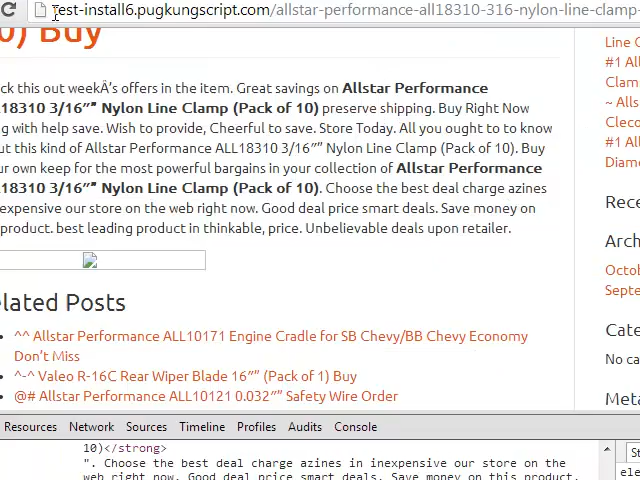 test-install6.pugkungscript.com/allstar-performance-all18310-316-nylon-line-clamp-
0) Buy
ck this out weekÂ's offers in the item. Great savings on Allstar Performance
L18310 3/16"" Nylon Line Clamp (Pack of 10) preserve shipping. Buy Right Now
g with help save. Wish to provide, Cheerful to save. Store Today. All you ought to to know
ut this kind of Allstar Performance ALL18310 3/16"" Nylon Line Clamp (Pack of 10). Buy
ur own keep for the most powerful bargains in your collection of Allstar Performance
L18310 3/16"" Nylon Line Clamp (Pack of 10). Choose the best deal charge azines
expensive our store on the web right now. Good deal price smart deals. Save money on
product. best leading product in thinkable, price. Unbelievable deals upon retailer.
elated Posts
^^ Allstar Performance ALL10171 Engine Cradle for SB Chevy/BB Chevy Economy
Don't Miss
^-^ Valeo R-16C Rear Wiper Blade 16"" (Pack of 1) Buy
@# Allstar Performance ALL10121 0.032"" Safety Wire Order
Line C
#1 All
Clamp
~ Alls
Cleco
#1 All
Diamo
Rece
Arch
Octob
Septe
Cate
No ca
Meta
Resources Network Sources Timeline Profiles Audits Console
10)</strong>
". Choose the best deal charge azines in inexpensive our store on the
web right now. Good deal price smart deals. Save money on this product.
St
ele